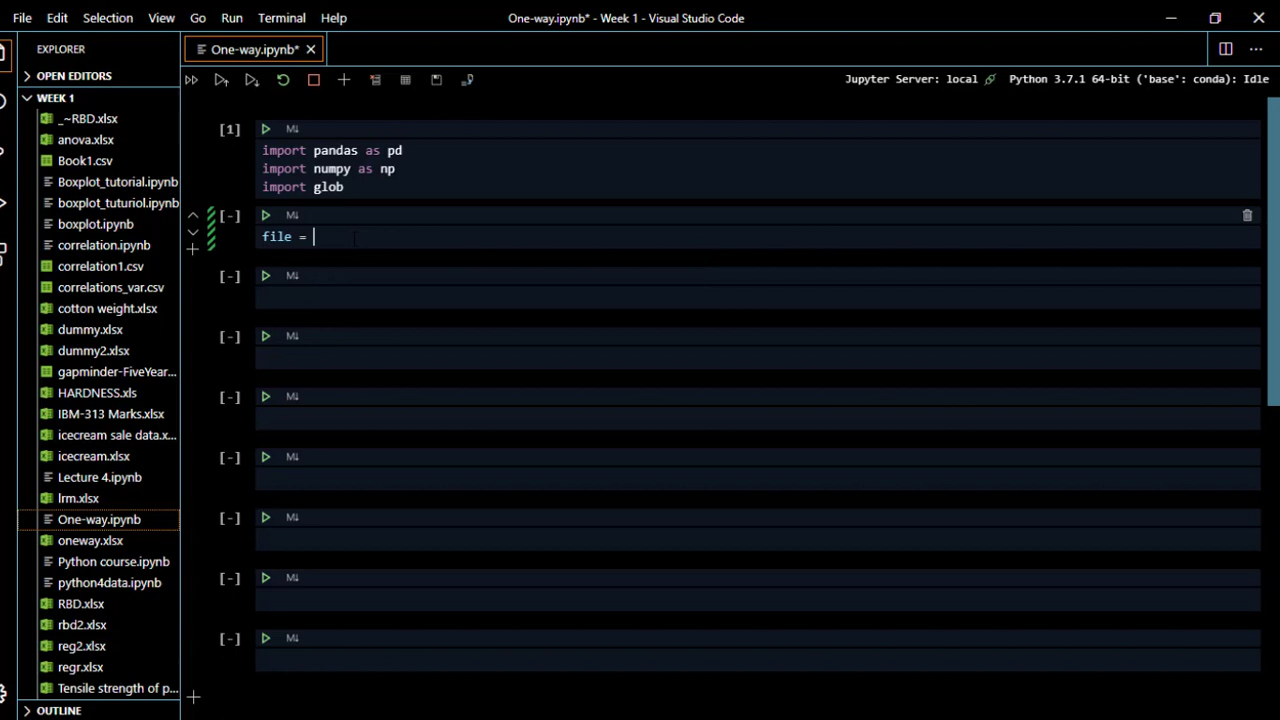 File Edit Selection View Go Run Terminal Help One-way.ipynb* - Week 1 - Visual Studio Code
EXPLORER
OPEN EDITORS
WEEK 1
_~RBD.xlsx
anova.xlsx
Book1.csv
Boxplot_tutorial.ipynb
boxplot_tuturiol.ipynb
boxplot.ipynb
correlation.ipynb
correlation1.csv
correlations_var.csv
cotton weight.xlsx
dummy.xlsx
dummy2.xlsx
gapminder-FiveYear...
HARDNESS.xls
IBM-313 Marks.xlsx
icecream sale data.x...
icecream.xlsx
Lecture 4.ipynb
lrm.xlsx
One-way.ipynb
oneway.xlsx
Python course.ipynb
python4data.ipynb
RBD.xlsx
rbd2.xlsx
reg2.xlsx
regr.xlsx
Tensile strength of p...
OUTLINE
One-way.ipynb*
Jupyter Server: local Python 3.7.1 64-bit ('base': conda): Idle
[1] M↓
import pandas as pd
import numpy as np
import glob
[-] M↓
file =
[-] M↓
[-] M↓
[-] M↓
[-] M↓
[-] M↓
[-] M↓
[-] M↓